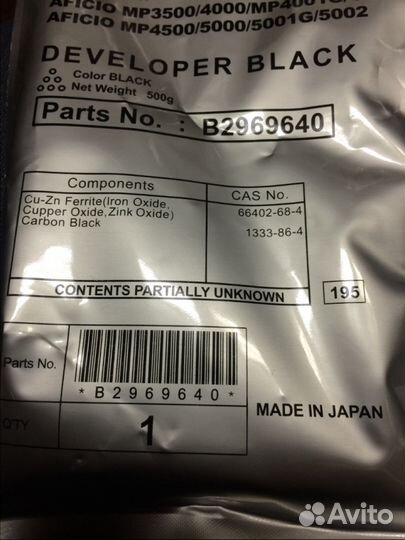 AFICIO MP3500/4000/MP4001G/
AFICIO MP4500/5000/5001G/5002
DEVELOPER BLACK
Color BLACK
Net Weight 500g
Parts No. : B2969640
Components CAS No.
Cu-Zn Ferrite(Iron Oxide, 66402-68-4
Cupper Oxide,Zink Oxide)
Carbon Black 1333-86-4
CONTENTS PARTIALLY UNKNOWN 195
Parts No.
*B2969640*
Q'TY 1
MADE IN JAPAN
Avito